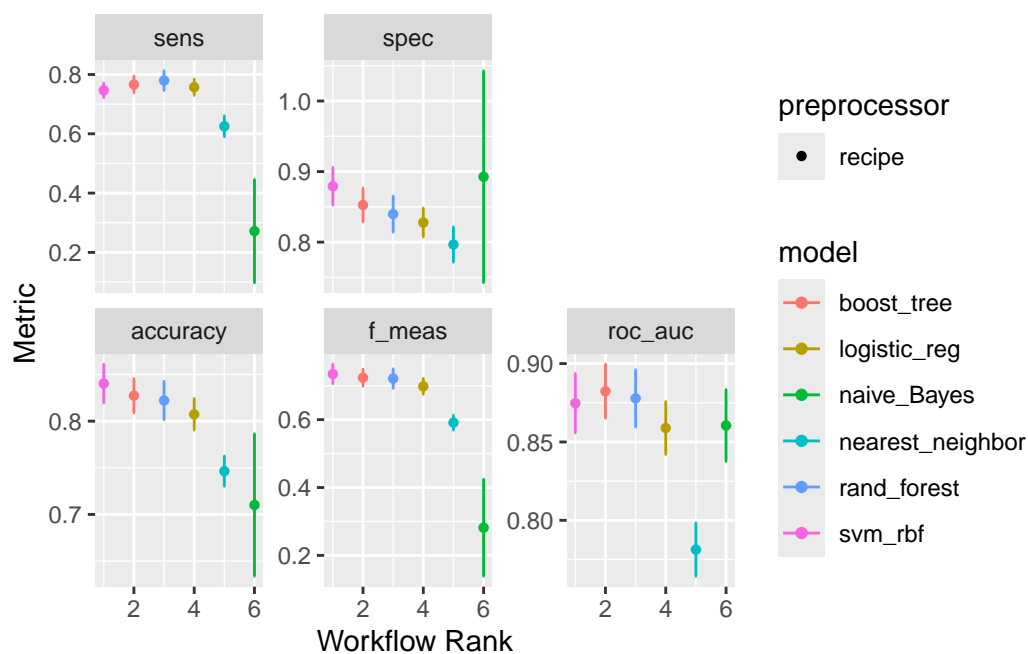 sens
spec
0.8
0.6
0.4
0.2
1.0
0.9
0.8
accuracy
f_meas
roc_auc
0.8
0.7
0.6
0.4
0.2
0.90
0.85
0.80
2 4 6
2 4 6
2 4 6
Workflow Rank
Metric
preprocessor
recipe
model
boost_tree
logistic_reg
naive_Bayes
nearest_neighbor
rand_forest
svm_rbf